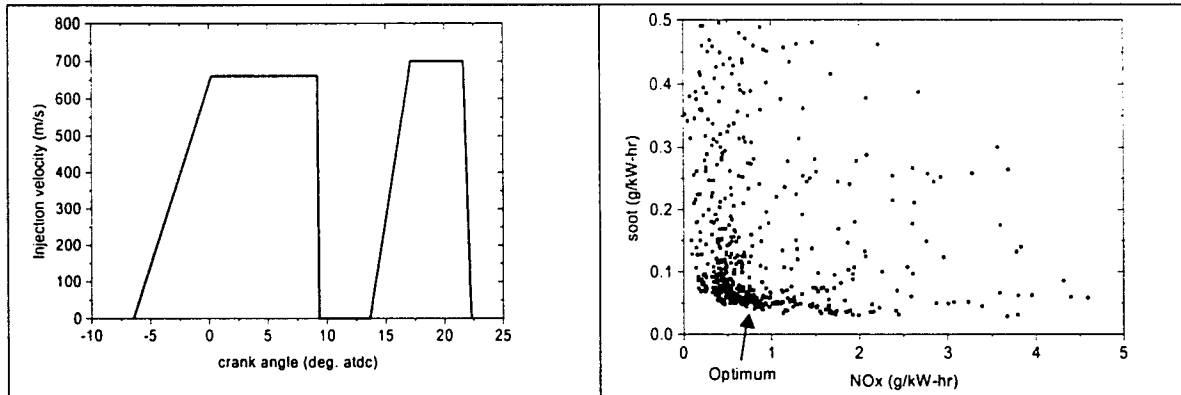 800
700
600
500
400
300
200
100
0
Injection velocity (m/s)
-10 -5 0 5 10 15 20 25
crank angle (deg. atdc)
0.5
0.4
0.3
0.2
0.1
0.0
soot (g/kW-hr)
0 1 2 3 4 5
Optimum
NOx (g/kW-hr)